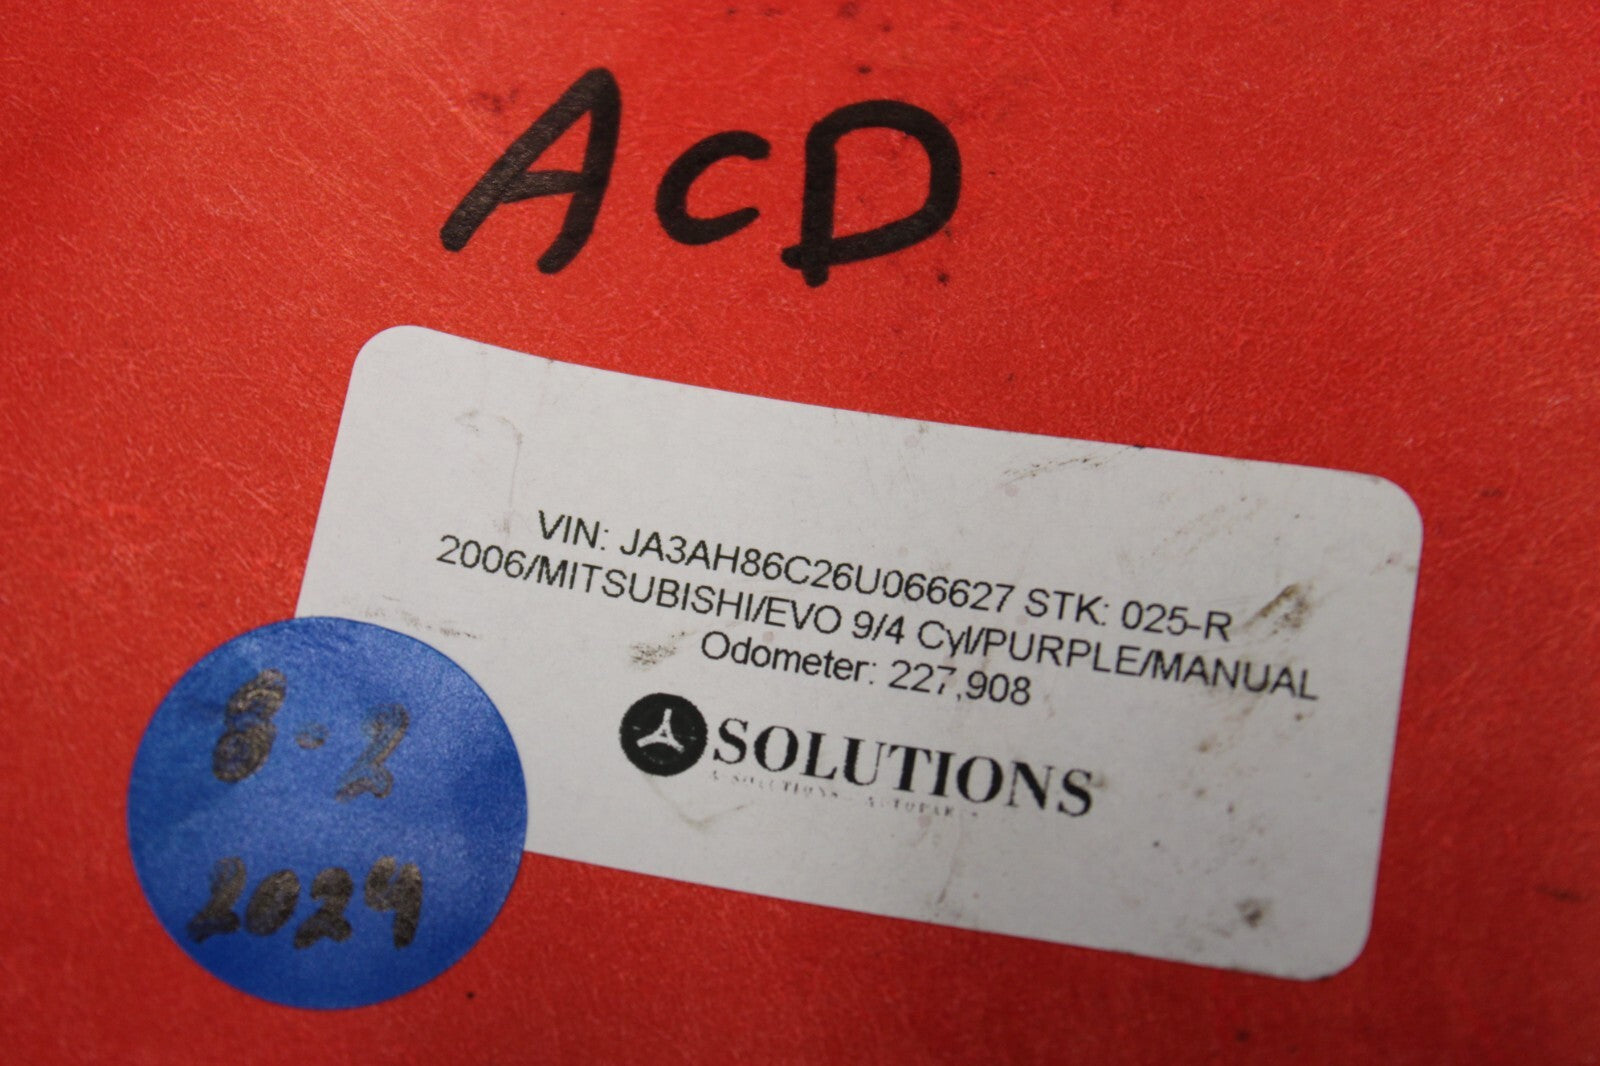 ACD
VIN: JA3AH86C26U066627 STK: 025-R
2006/MITSUBISHI/EVO 9/4 Cyl/PURPLE/MANUAL
Odometer: 227,908
SOLUTIONS
8-2
2024